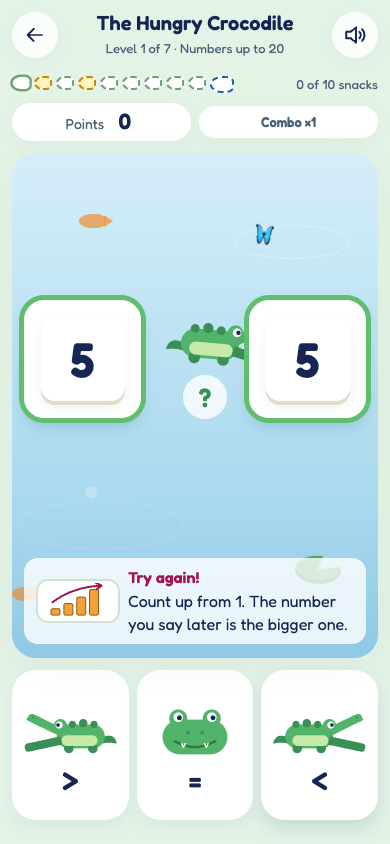 The Hungry Crocodile
Level 1 of 7 · Numbers up to 20
0 of 10 snacks
Points 0
Combo ×1
5
5
?
Try again!
Count up from 1. The number
you say later is the bigger one.
>
=
<